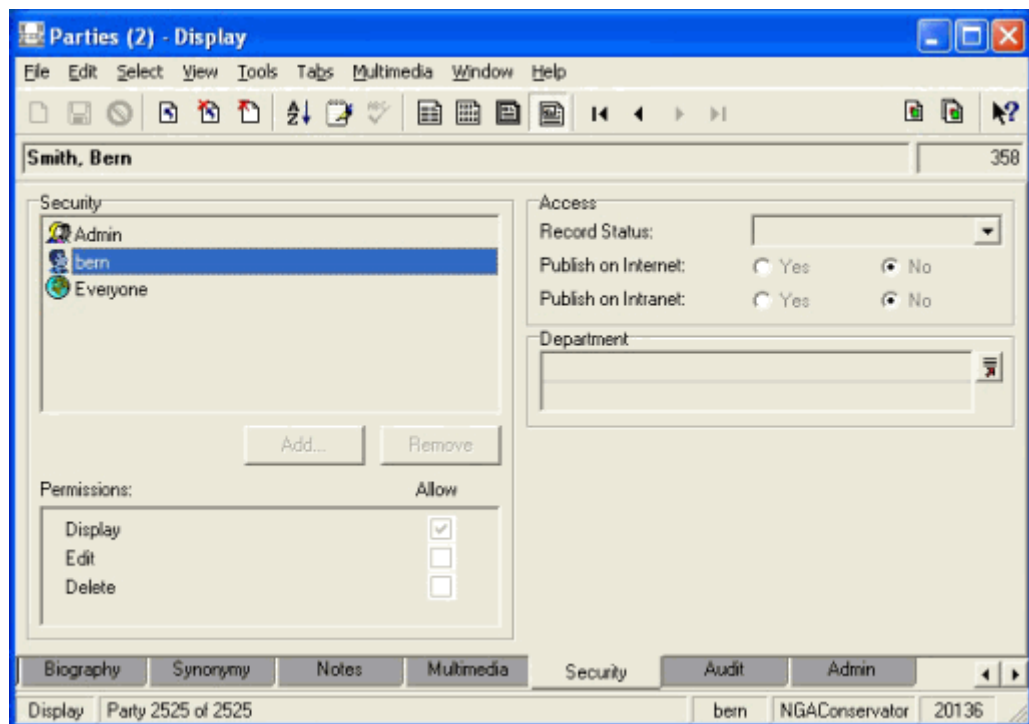 Parties (2) - Display
File Edit Select View Tools Tabs Multimedia Window Help
Smith, Bern 358
Security
Admin
bern
Everyone
Add... Remove
Permissions: Allow
Display
Edit
Delete
Access
Record Status:
Publish on Internet: Yes No
Publish on Intranet: Yes No
Department
Biography Synonymy Notes Multimedia Security Audit Admin
Display Party 2525 of 2525 bern NGAConservator 20136